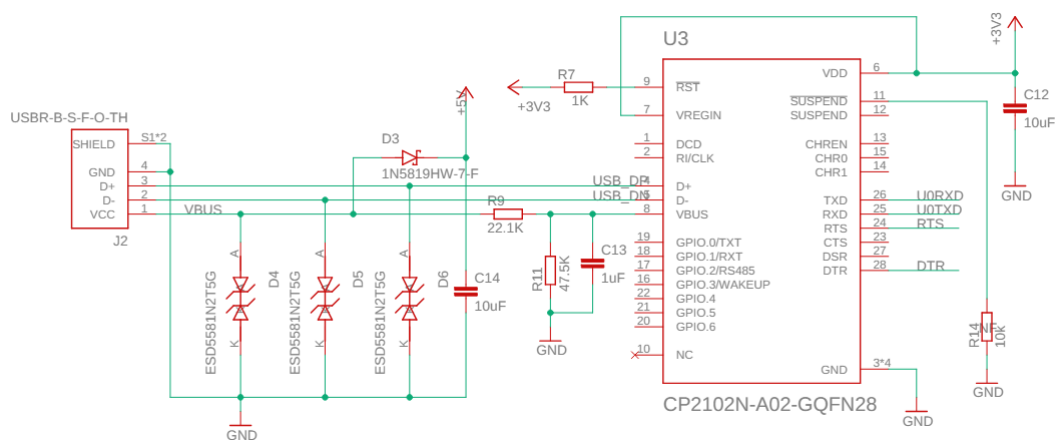 USBR-B-S-F-O-TH
SHIELD S1*2
GND 4
D+ 3
D- 2
VCC 1
J2
VBUS
D3
1N5819HW-7-F
+5V
A
K
ESD5581N2T5G
D4
A
K
ESD5581N2T5G
D5
A
K
ESD5581N2T5G
D6
C14
10uF
GND
R9
22.1K
R11
47.5K
C13
1uF
GND
+3V3
R7
1K
USB_DP
USB_DN
U3
9 RST
7 VREGIN
1 DCD
2 RI/CLK
4 D+
5 D-
8 VBUS
19 GPIO.0/TXT
18 GPIO.1/RXT
17 GPIO.2/RS485
16 GPIO.3/WAKEUP
22 GPIO.4
21 GPIO.5
20 GPIO.6
10 NC
VDD 6
SUSPEND 11
SUSPEND 12
CHREN 13
CHR0 15
CHR1 14
TXD 26 U0RXD
RXD 25 U0TXD
RTS 24 RTS
CTS 23
DSR 27
DTR 28 DTR
GND 3*4
CP2102N-A02-GQFN28
GND
+3V3
C12
10uF
GND
R14
NF
10k
GND